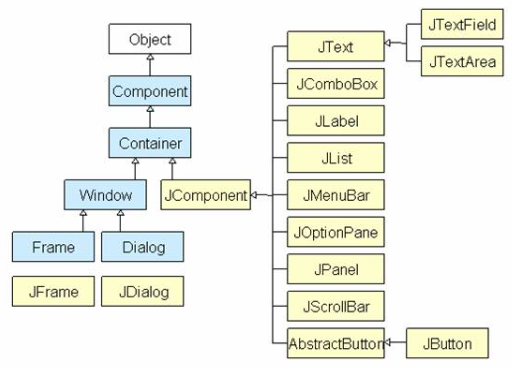 Object
Component
Container
Window
JComponent
Frame
Dialog
JFrame
JDialog
JText
JComboBox
JLabel
JList
JMenuBar
JOptionPane
JPanel
JScrollBar
AbstractButton
JTextField
JTextArea
JButton